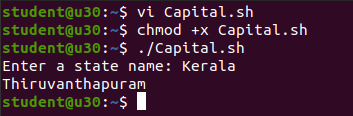 student@u30:~$ vi Capital.sh
student@u30:~$ chmod +x Capital.sh
student@u30:~$ ./Capital.sh
Enter a state name: Kerala
Thiruvanthapuram
student@u30:~$